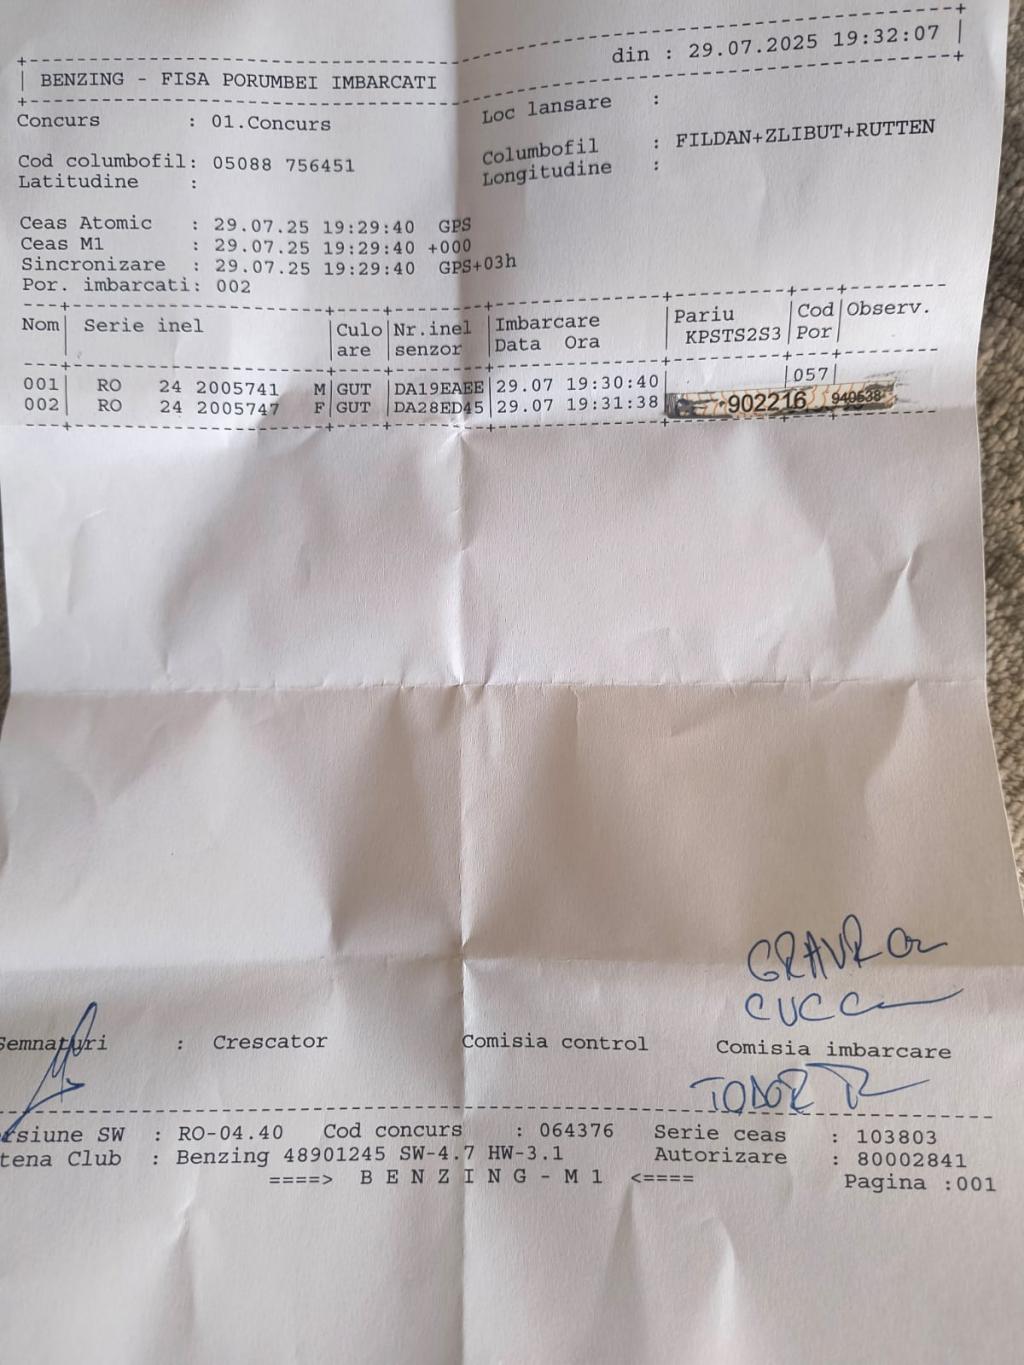 din : 29.07.2025 19:32:07
BENZING - FISA PORUMBEI IMBARCATI
Concurs : 01.Concurs Loc lansare :
Cod columbofil: 05088 756451 Columbofil : FILDAN+ZLIBUT+RUTTEN
Latitudine : Longitudine :
Ceas Atomic : 29.07.25 19:29:40 GPS
Ceas M1 : 29.07.25 19:29:40 +000
Sincronizare : 29.07.25 19:29:40 GPS+03h
Por. imbarcati: 002
Nom| Serie inel |Culo|Nr.inel|Imbarcare |Pariu |Cod|Observ.
are |senzor |Data Ora | KPSTS2S3|Por|
001| RO 24 2005741 M|GUT |DA19EAEE|29.07 19:30:40| |057|
002| RO 24 2005747 F|GUT |DA28ED45|29.07 19:31:38| 902216 940638
GRAVR
CUCC
Semnaturi : Crescator Comisia control Comisia imbarcare
TODOR
rsiune SW : RO-04.40 Cod concurs : 064376 Serie ceas : 103803
tena Club : Benzing 48901245 SW-4.7 HW-3.1 Autorizare : 80002841
====> B E N Z I N G - M 1 <==== Pagina :001